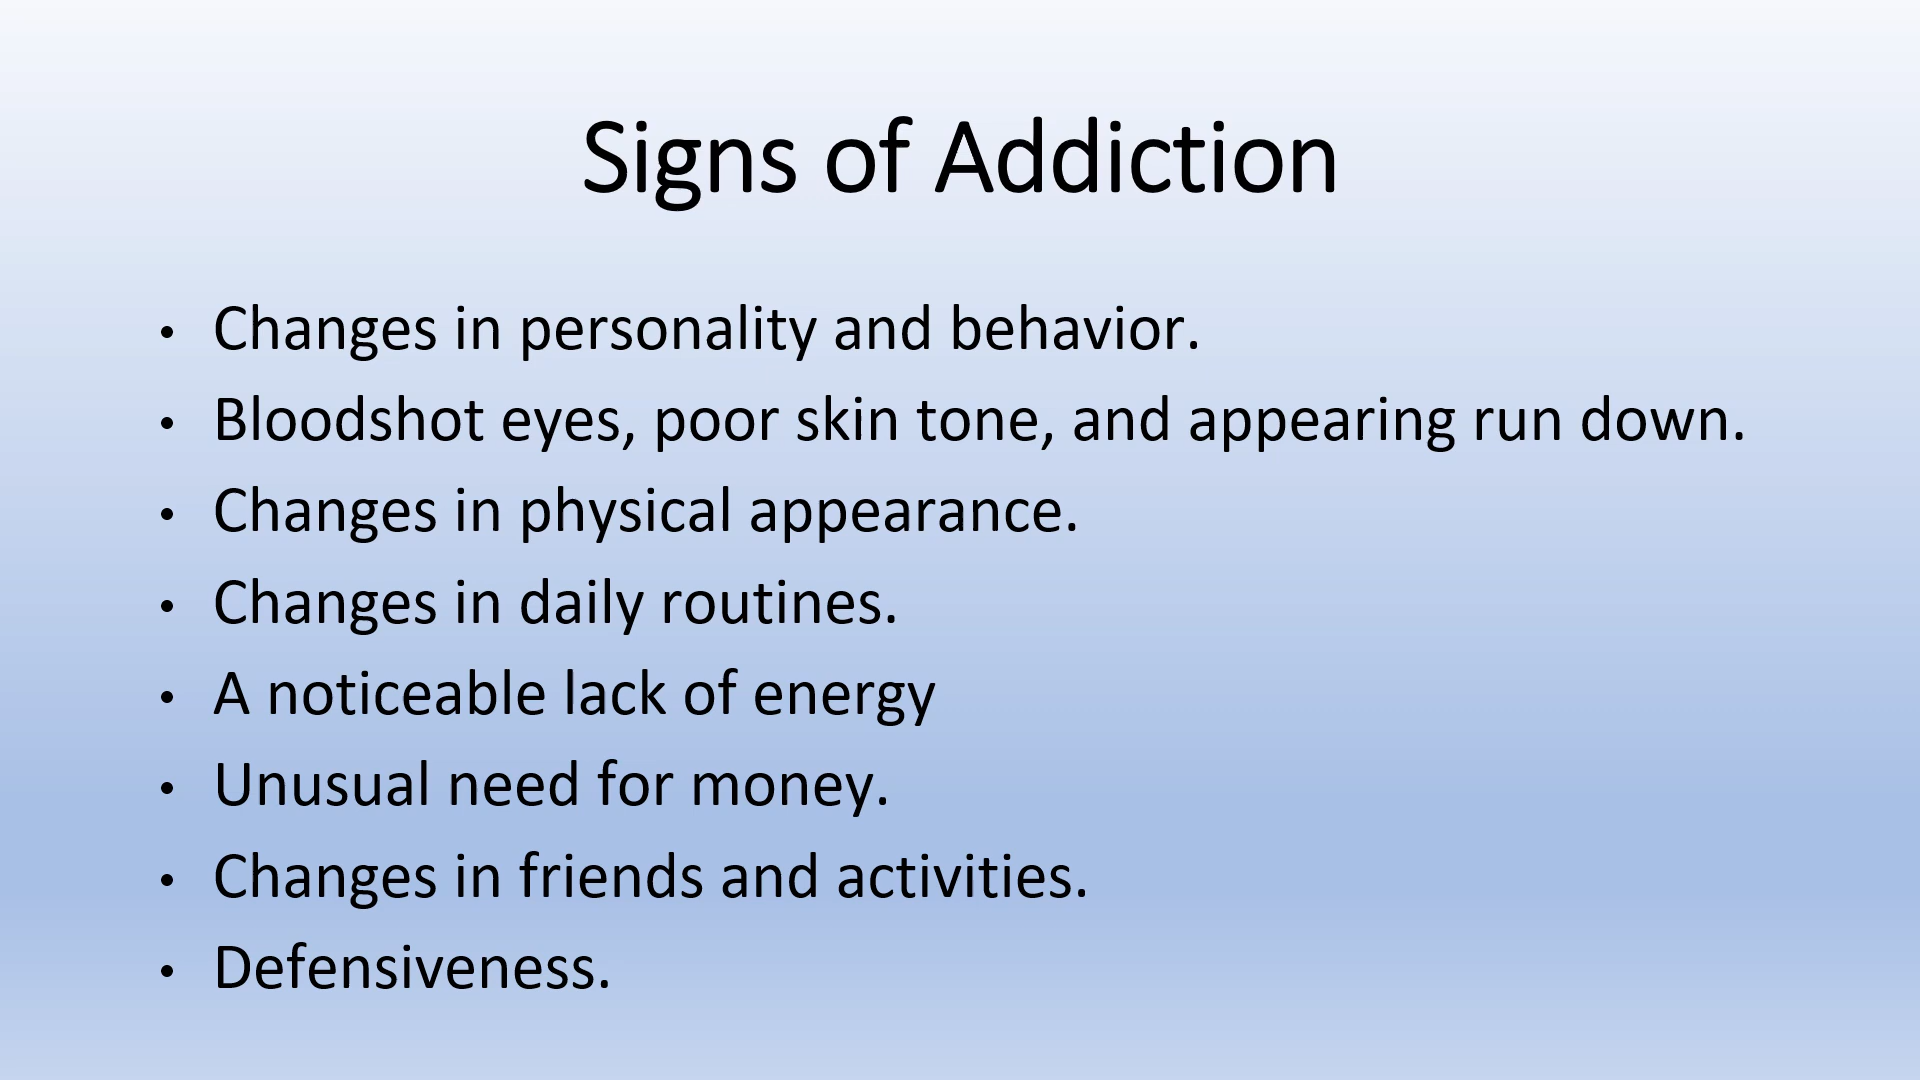 Signs of Addiction
• Changes in personality and behavior.
• Bloodshot eyes, poor skin tone, and appearing run down.
• Changes in physical appearance.
• Changes in daily routines.
• A noticeable lack of energy
• Unusual need for money.
• Changes in friends and activities.
• Defensiveness.